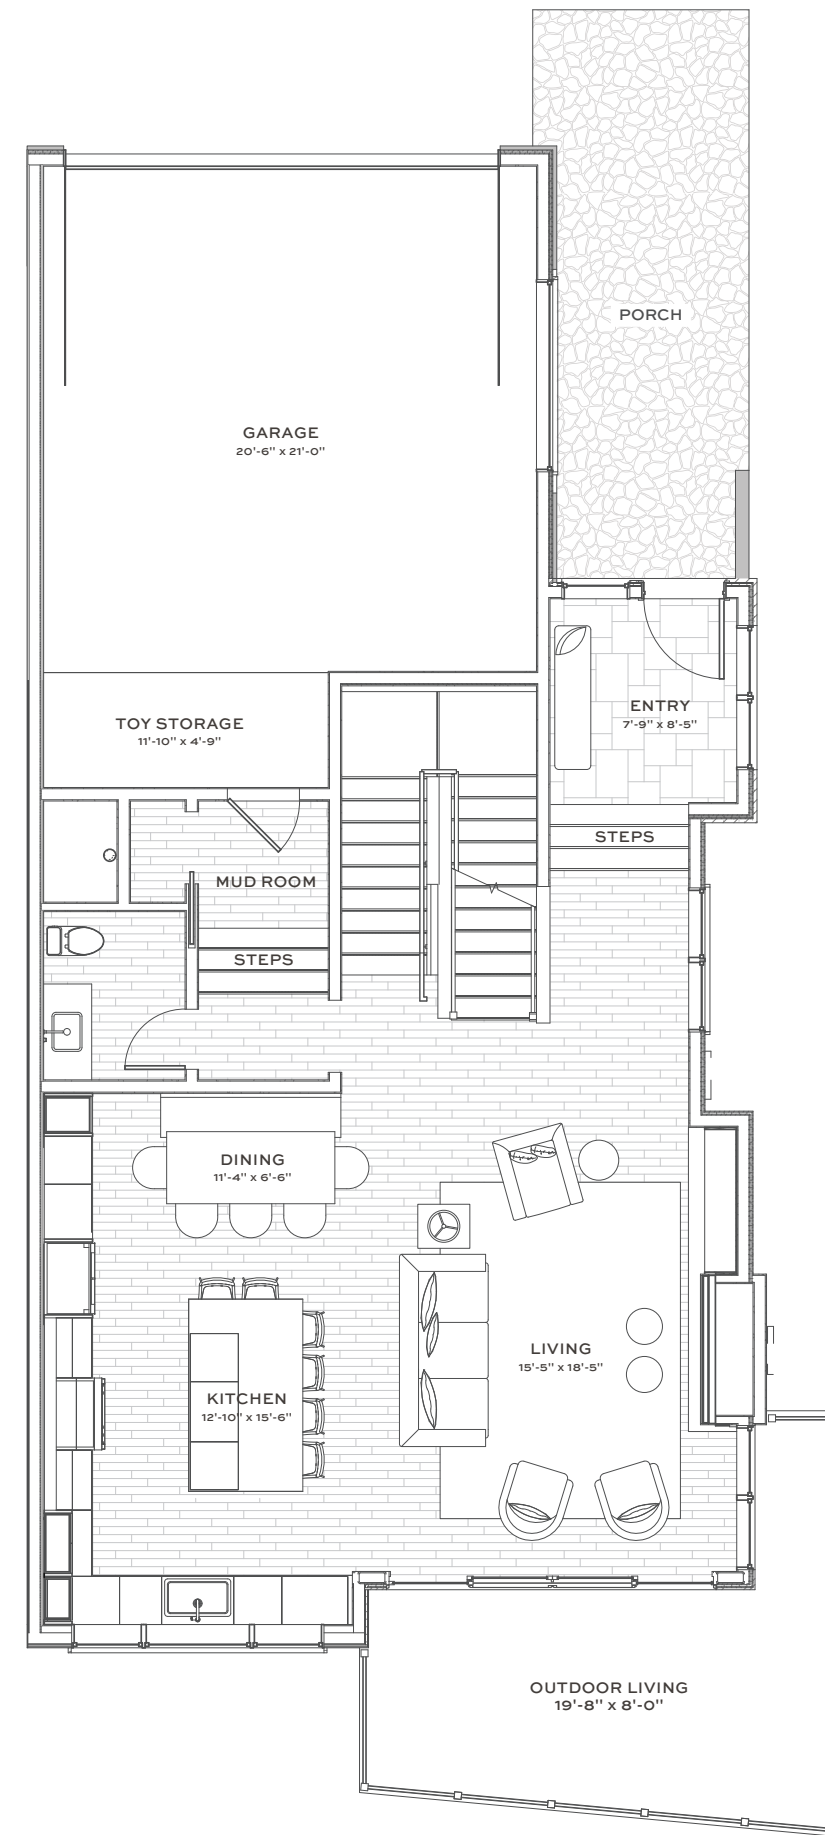 PORCH
GARAGE
20'-6" x 21'-0"
ENTRY
7'-9" x 8'-5"
TOY STORAGE
11'-10" x 4'-9"
STEPS
MUD ROOM
STEPS
DINING
11'-4" x 6'-6"
LIVING
15'-5" x 18'-5"
KITCHEN
12'-10" x 15'-6"
OUTDOOR LIVING
19'-8" x 8'-0"